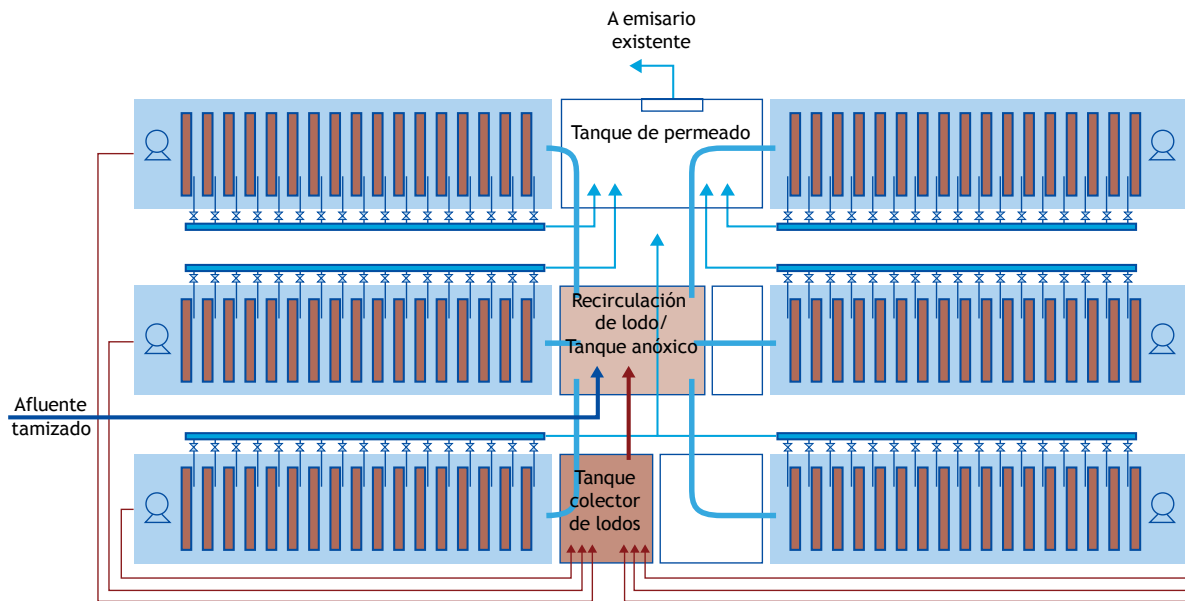 A emisario
existente
Tanque de permeado
Recirculación
de lodo/
Tanque anóxico
Afluente
tamizado
Tanque
colector
de lodos